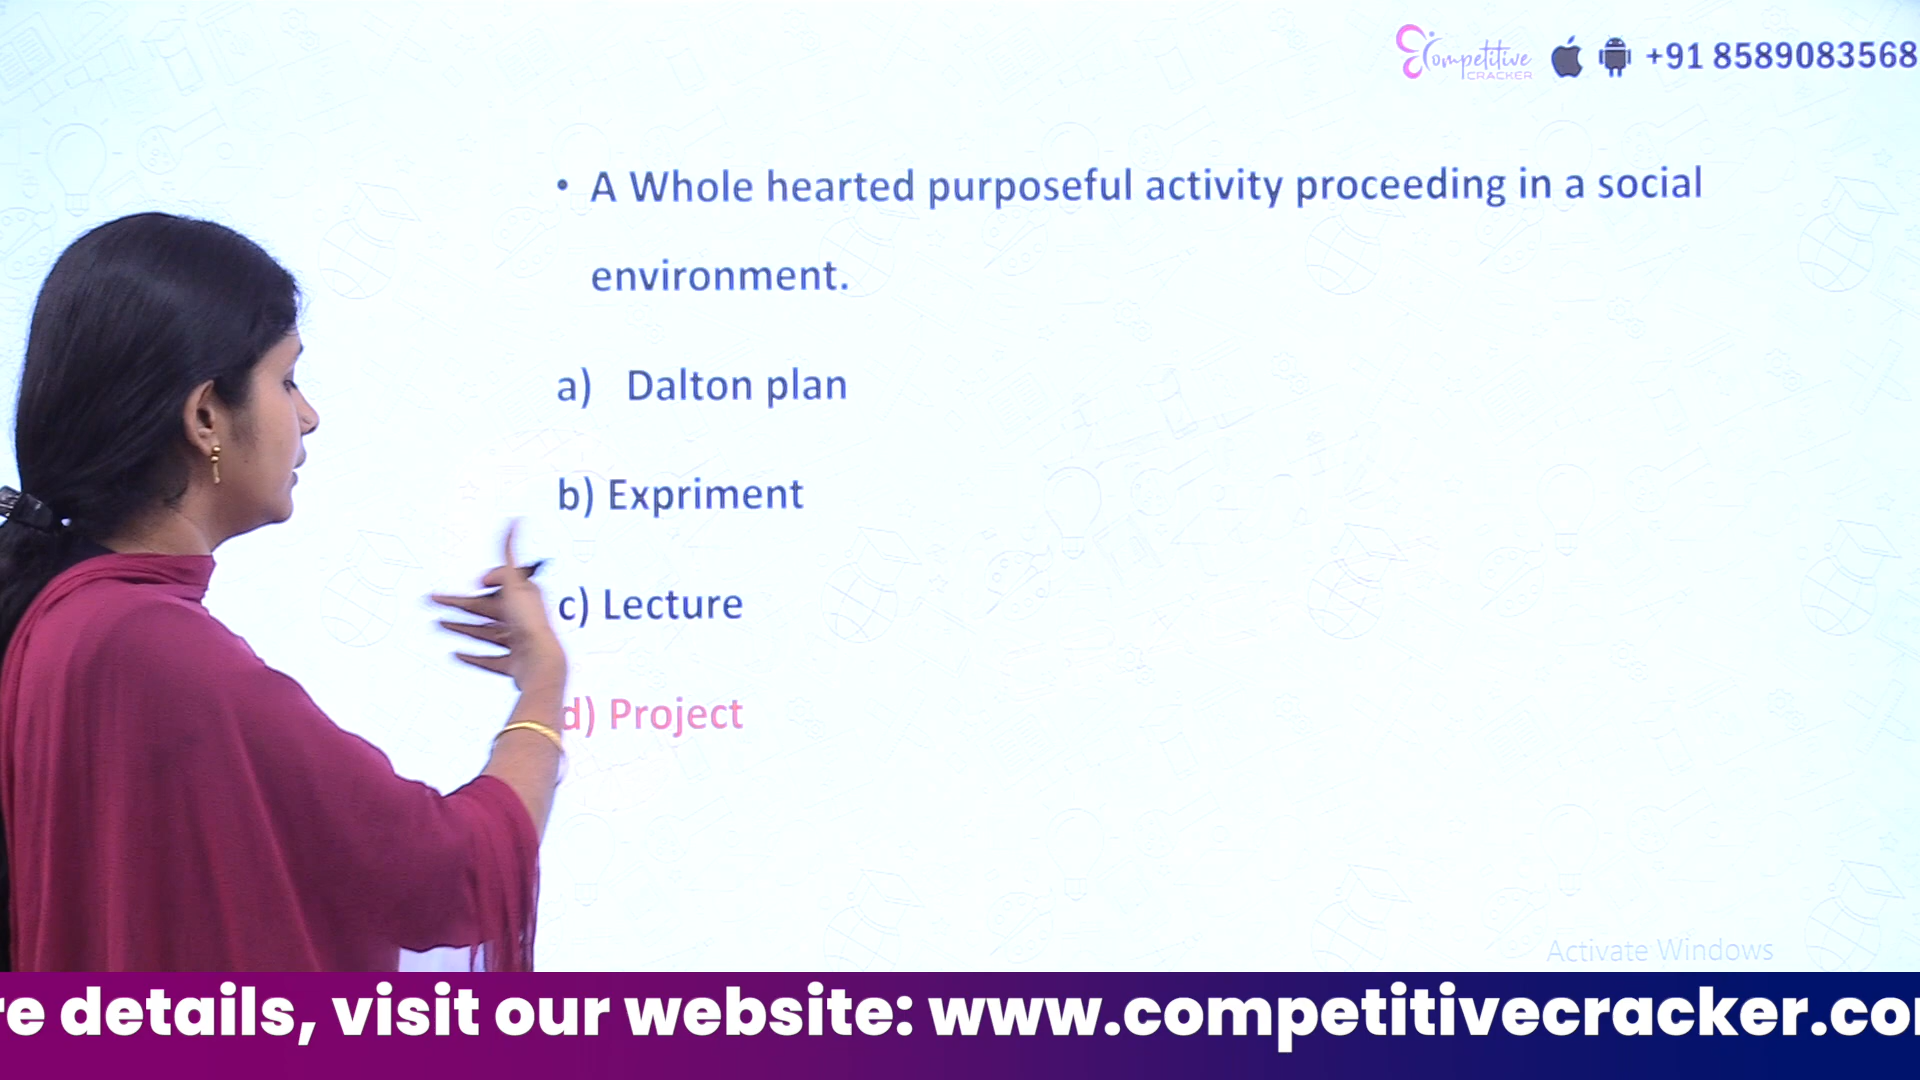 Competitive
CRACKER
+91 8589083568
• A Whole hearted purposeful activity proceeding in a social
environment.
a) Dalton plan
b) Expriment
c) Lecture
d) Project
Activate Windows
re details, visit our website: www.competitivecracker.co